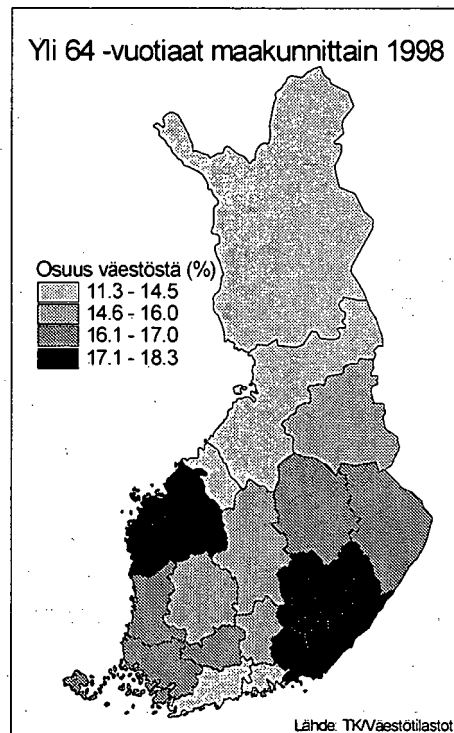 Yli 64 -vuotiaat maakunnittain 1998
Osuus väestöstä (%)
11.3 - 14.5
14.6 - 16.0
16.1 - 17.0
17.1 - 18.3
Lähde: TK/Väestötilastot